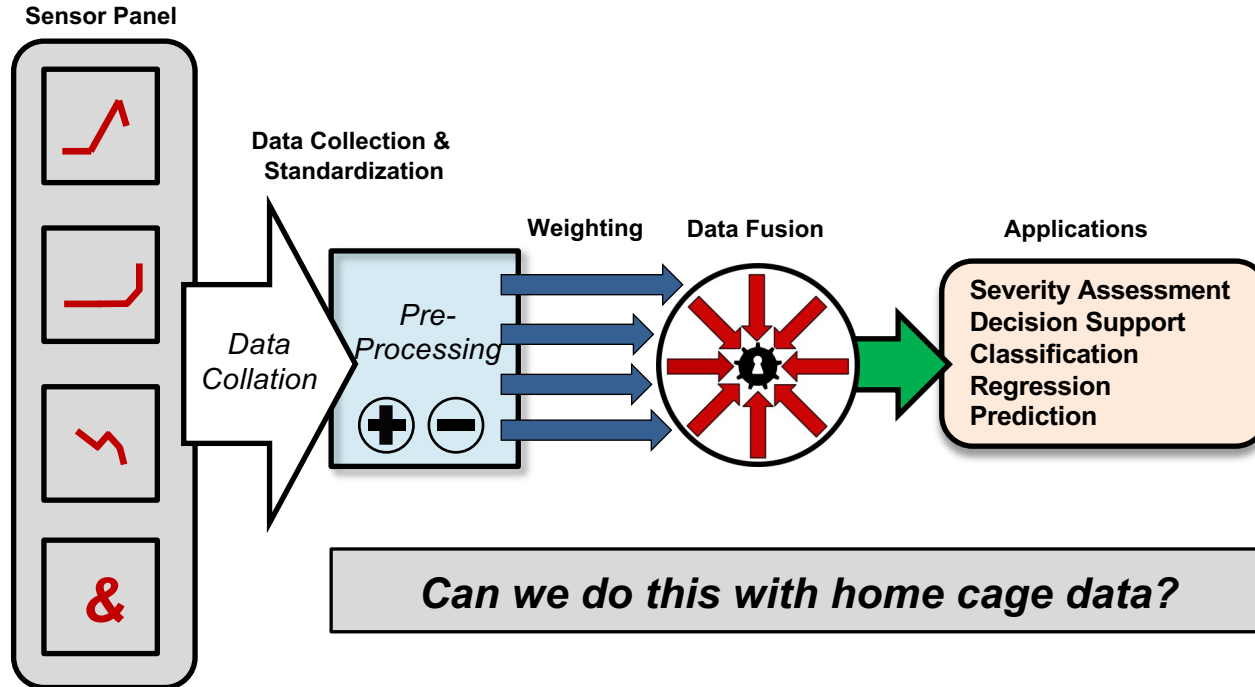 Sensor Panel
&
Data Collection &
Standardization
Data
Collation
Pre-
Processing
Weighting
Data Fusion
Applications
Severity Assessment
Decision Support
Classification
Regression
Prediction
Can we do this with home cage data?